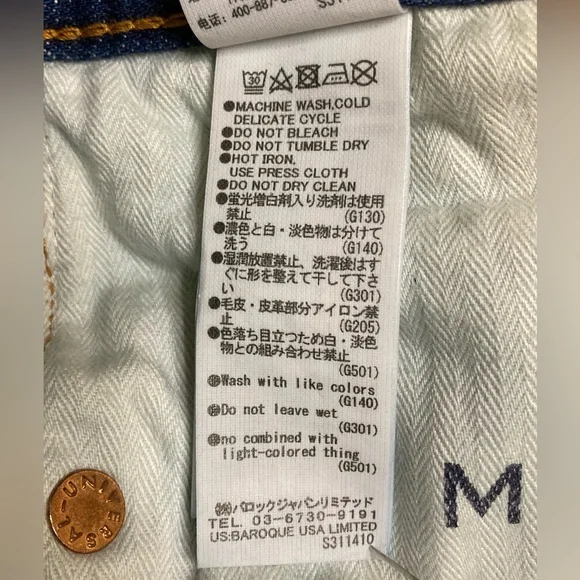 电话: 400-887-
S311410
30
●MACHINE WASH,COLD
DELICATE CYCLE
●DO NOT BLEACH
●DO NOT TUMBLE DRY
●HOT IRON,
USE PRESS CLOTH
●DO NOT DRY CLEAN
●蛍光増白剤入り洗剤は使用
禁止 (G130)
●濃色と白・淡色物は分けて
洗う (G140)
●湿潤放置禁止、洗濯後はす
ぐに形を整えて干して下さ
い (G301)
●毛皮・皮革部分アイロン禁
止 (G205)
●色落ち目立つため白・淡色
物との組み合わせ禁止
(G501)
●Wash with like colors
(G140)
●Do not leave wet
(G301)
●no combined with
light-colored thing
(G501)
㈱バロックジャパンリミテッド
TEL. 03-6730-9191
US:BAROQUE USA LIMITED
S311410
M
UNIVERSAL